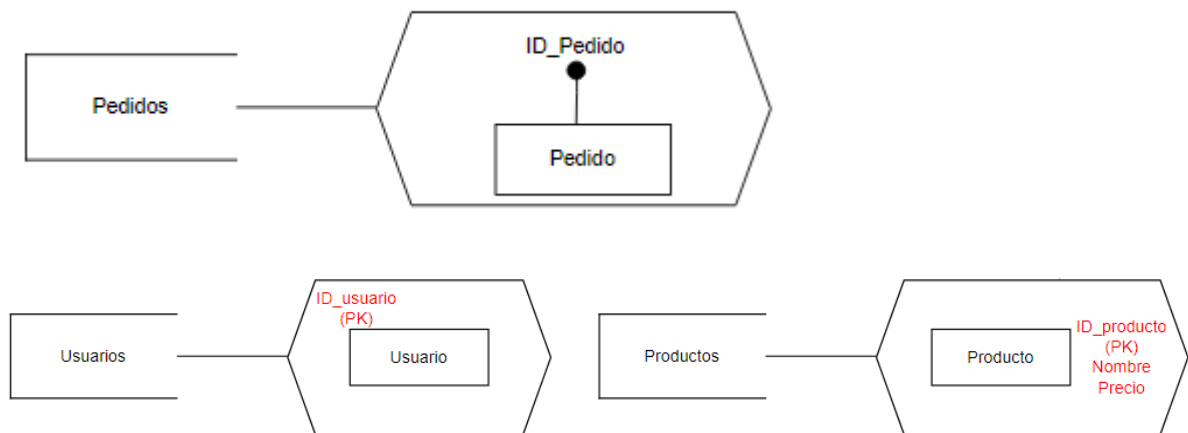 ID_Pedido
Pedidos
Pedido
ID_usuario
(PK)
Usuarios
Usuario
Productos
Producto
ID_producto
(PK)
Nombre
Precio